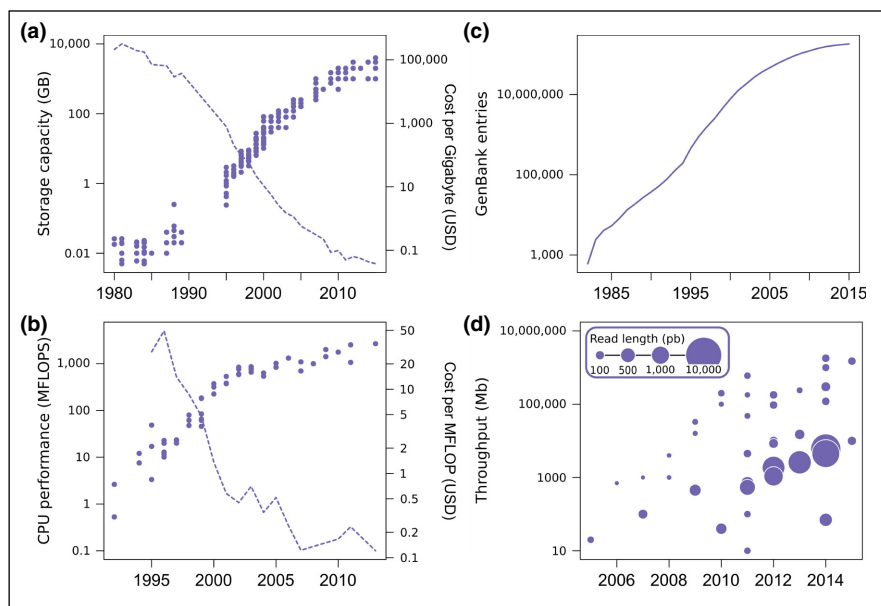 (a)
10,000
100
1
0.01
Storage capacity (GB)
100,000
1,000
10
0.1
Cost per Gigabyte (USD)
1980 1990 2000 2010
(c)
10,000,000
100,000
1,000
GenBank entries
1985 1995 2005 2015
(b)
1,000
100
10
1
0.1
CPU performance (MFLOPS)
50
20
10
5
2
1
0.5
0.2
0.1
Cost per MFLOP (USD)
1995 2000 2005 2010
(d)
10,000,000
100,000
1000
10
Throughput (Mb)
Read length (pb)
100 500 1,000 10,000
2006 2008 2010 2012 2014